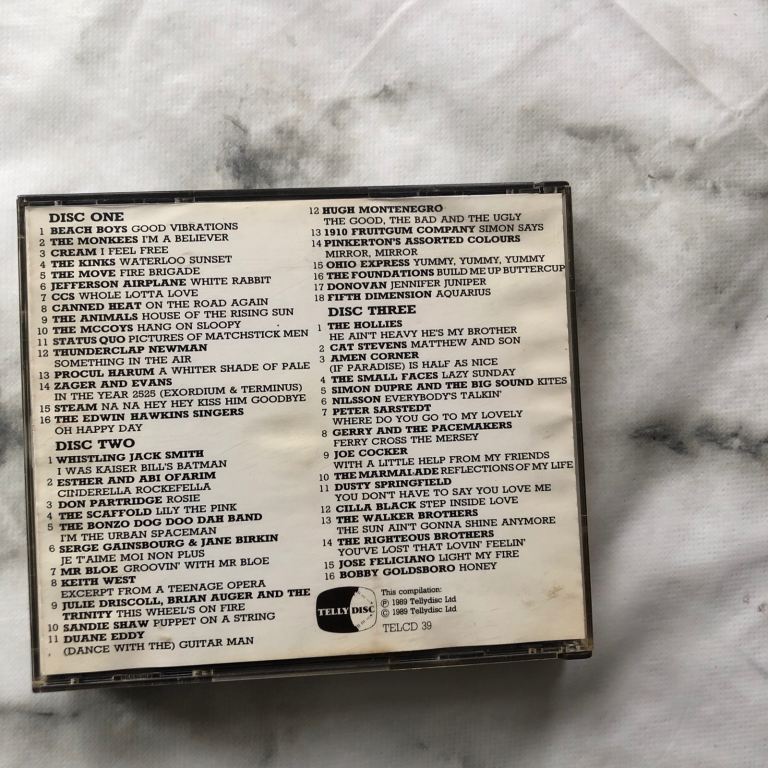 DISC ONE
1 BEACH BOYS GOOD VIBRATIONS
2 THE MONKEES I'M A BELIEVER
3 CREAM I FEEL FREE
4 THE KINKS WATERLOO SUNSET
5 THE MOVE FIRE BRIGADE
6 JEFFERSON AIRPLANE WHITE RABBIT
7 CCS WHOLE LOTTA LOVE
8 CANNED HEAT ON THE ROAD AGAIN
9 THE ANIMALS HOUSE OF THE RISING SUN
10 THE MCCOYS HANG ON SLOOPY
11 STATUS QUO PICTURES OF MATCHSTICK MEN
12 THUNDERCLAP NEWMAN
SOMETHING IN THE AIR
13 PROCUL HARUM A WHITER SHADE OF PALE
14 ZAGER AND EVANS
IN THE YEAR 2525 (EXORDIUM & TERMINUS)
15 STEAM NA NA HEY HEY KISS HIM GOODBYE
16 THE EDWIN HAWKINS SINGERS
OH HAPPY DAY
DISC TWO
1 WHISTLING JACK SMITH
I WAS KAISER BILL'S BATMAN
2 ESTHER AND ABI OFARIM
CINDERELLA ROCKEFELLA
3 DON PARTRIDGE ROSIE
4 THE SCAFFOLD LILY THE PINK
5 THE BONZO DOG DOO DAH BAND
I'M THE URBAN SPACEMAN
6 SERGE GAINSBOURG & JANE BIRKIN
JE T'AIME MOI NON PLUS
7 MR BLOE GROOVIN' WITH MR BLOE
8 KEITH WEST
EXCERPT FROM A TEENAGE OPERA
9 JULIE DRISCOLL, BRIAN AUGER AND THE
TRINITY THIS WHEEL'S ON FIRE
10 SANDIE SHAW PUPPET ON A STRING
11 DUANE EDDY
(DANCE WITH THE) GUITAR MAN
12 HUGH MONTENEGRO
THE GOOD, THE BAD AND THE UGLY
13 1910 FRUITGUM COMPANY SIMON SAYS
14 PINKERTON'S ASSORTED COLOURS
MIRROR, MIRROR
15 OHIO EXPRESS YUMMY, YUMMY, YUMMY
16 THE FOUNDATIONS BUILD ME UP BUTTERCUP
17 DONOVAN JENNIFER JUNIPER
18 FIFTH DIMENSION AQUARIUS
DISC THREE
1 THE HOLLIES
HE AIN'T HEAVY HE'S MY BROTHER
2 CAT STEVENS MATTHEW AND SON
3 AMEN CORNER
(IF PARADISE) IS HALF AS NICE
4 THE SMALL FACES LAZY SUNDAY
5 SIMON DUPRE AND THE BIG SOUND KITES
6 NILSSON EVERYBODY'S TALKIN'
7 PETER SARSTEDT
WHERE DO YOU GO TO MY LOVELY
8 GERRY AND THE PACEMAKERS
FERRY CROSS THE MERSEY
9 JOE COCKER
WITH A LITTLE HELP FROM MY FRIENDS
10 THE MARMALADE REFLECTIONS OF MY LIFE
11 DUSTY SPRINGFIELD
YOU DON'T HAVE TO SAY YOU LOVE ME
12 CILLA BLACK STEP INSIDE LOVE
13 THE WALKER BROTHERS
THE SUN AIN'T GONNA SHINE ANYMORE
14 THE RIGHTEOUS BROTHERS
YOU'VE LOST THAT LOVIN' FEELIN'
15 JOSE FELICIANO LIGHT MY FIRE
16 BOBBY GOLDSBORO HONEY
TELLY DISC
This compilation:
℗ 1989 Tellydisc Ltd
© 1989 Tellydisc Ltd
TELCD 39